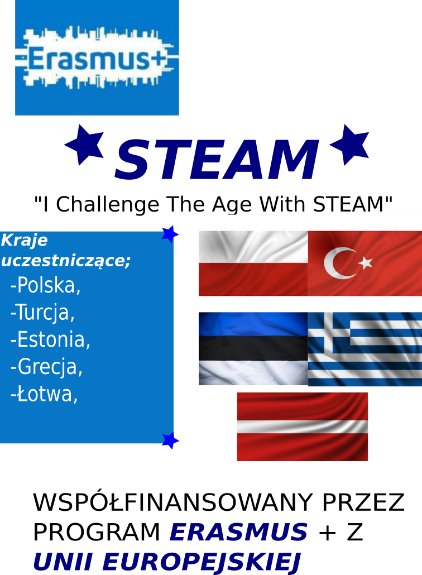 Erasmus+
STEAM
"I Challenge The Age With STEAM"
Kraje
uczestniczące;
-Polska,
-Turcja,
-Estonia,
-Grecja,
-Łotwa,
WSPÓŁFINANSOWANY PRZEZ
PROGRAM ERASMUS + Z
UNII EUROPEJSKIEJ